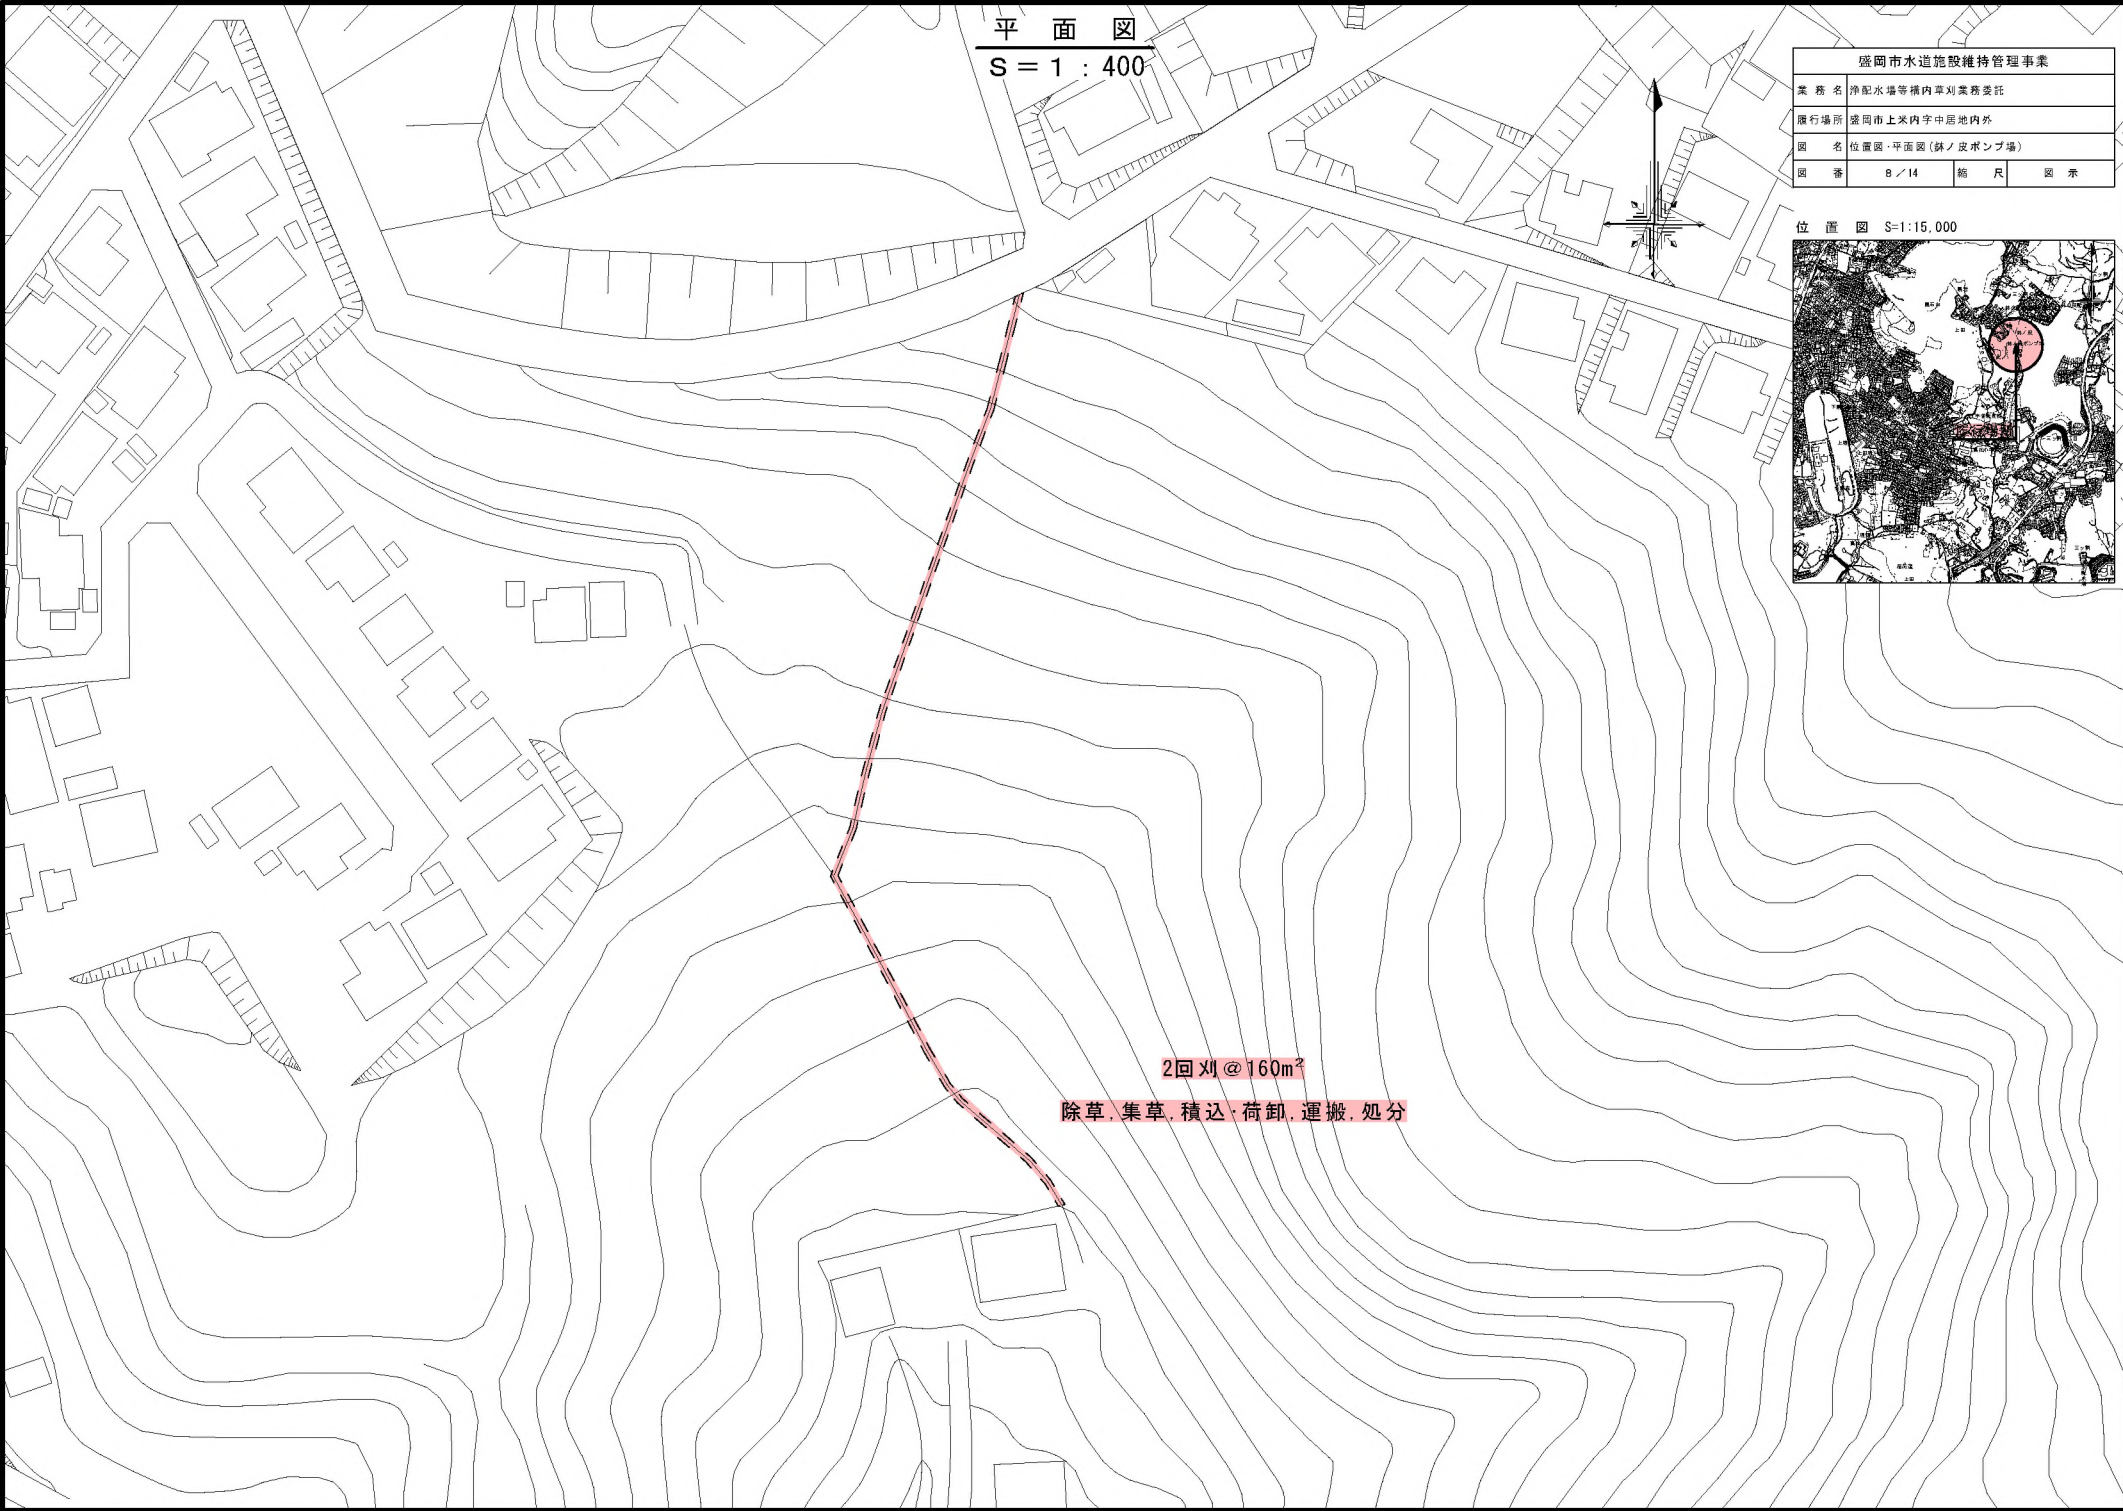 平面図
S=1:400
盛岡市水道施設維持管理事業
業務名 浄配水場等構内草刈業務委託
履行場所 盛岡市上米内字中居地内外
図名 位置図・平面図(鉢ノ皮ポンプ場)
図番 8/14 縮尺 図示
位置図 S=1:15,000
2回刈@160m²
除草,集草,積込・荷卸,運搬,処分